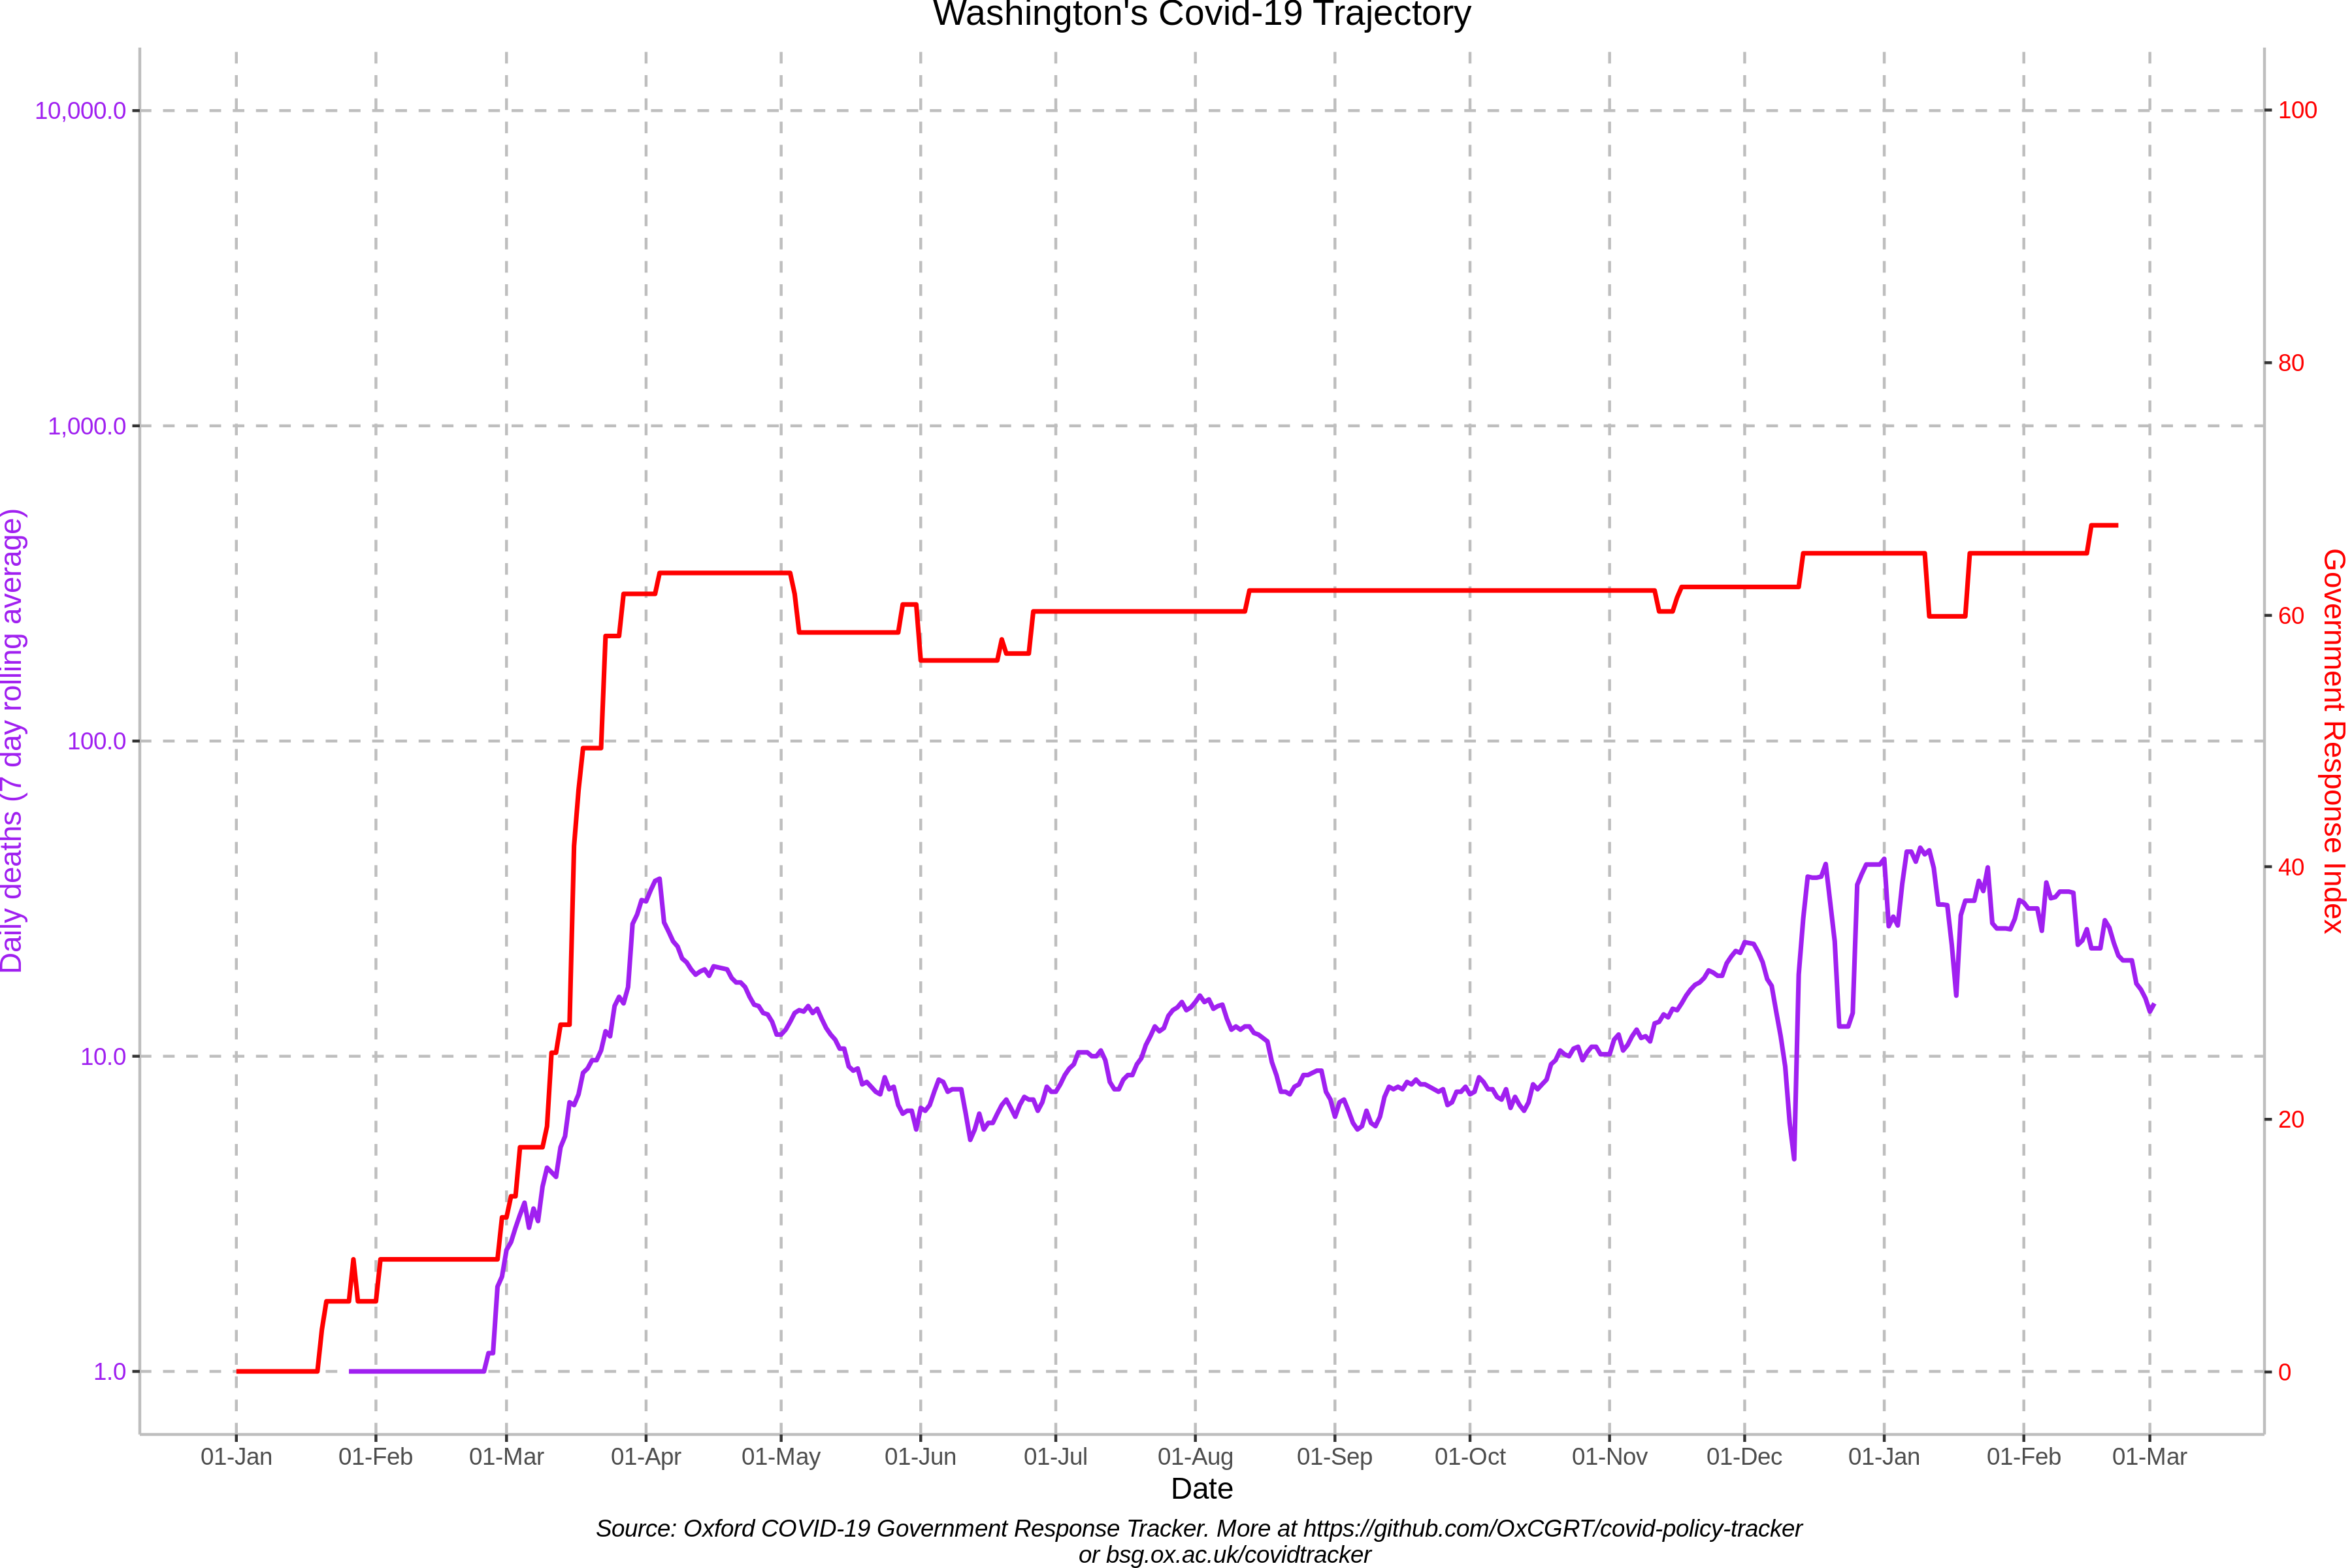 Washington's Covid-19 Trajectory
10,000.0
1,000.0
100.0
10.0
1.0
Daily deaths (7 day rolling average)
100
80
60
40
20
0
Government Response Index
01-Jan 01-Feb 01-Mar 01-Apr 01-May 01-Jun 01-Jul 01-Aug 01-Sep 01-Oct 01-Nov 01-Dec 01-Jan 01-Feb 01-Mar
Date
Source: Oxford COVID-19 Government Response Tracker. More at https://github.com/OxCGRT/covid-policy-tracker
or bsg.ox.ac.uk/covidtracker